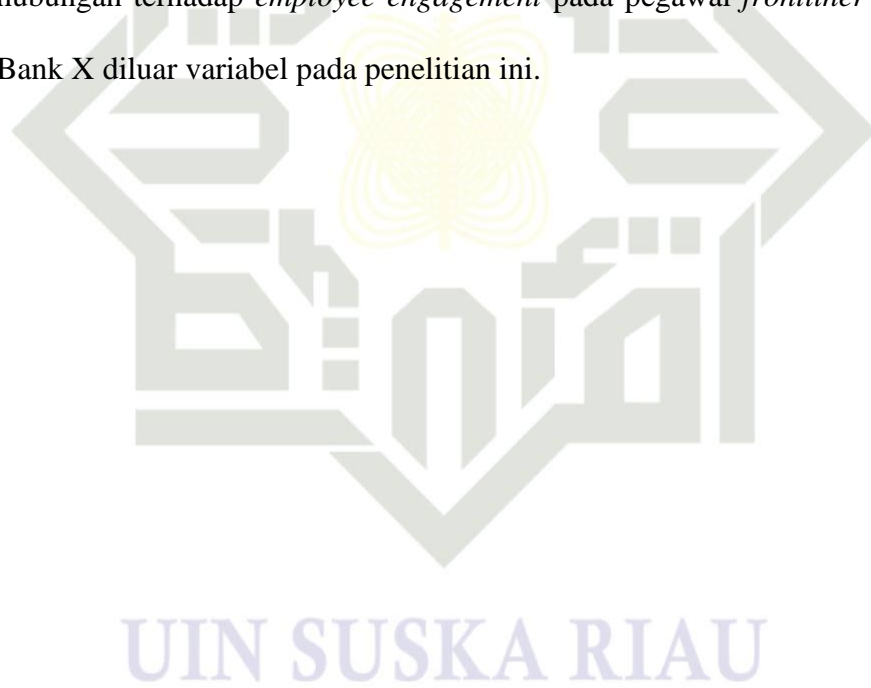 hubungan terhadap employee engagement pada pegawai frontliner
Bank X diluar variabel pada penelitian ini.
UIN SUSKA RIAU